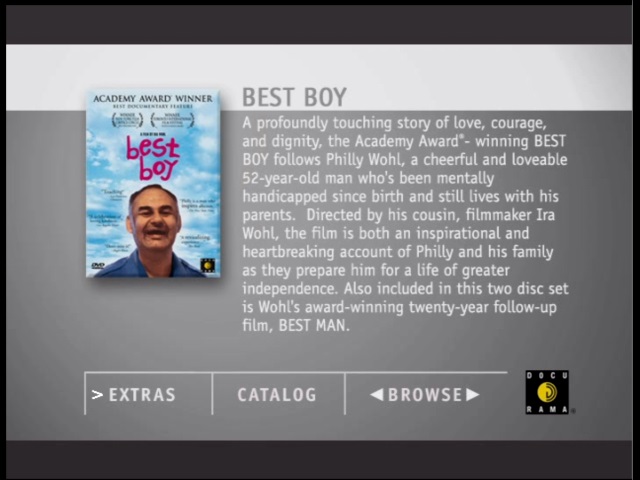 ACADEMY AWARD WINNER
BEST DOCUMENTARY FEATURE
best
boy
DVD
BEST BOY
A profoundly touching story of love, courage,
and dignity, the Academy Award®- winning BEST
BOY follows Philly Wohl, a cheerful and loveable
52-year-old man who's been mentally
handicapped since birth and still lives with his
parents. Directed by his cousin, filmmaker Ira
Wohl, the film is both an inspirational and
heartbreaking account of Philly and his family
as they prepare him for a life of greater
independence. Also included in this two disc set
is Wohl's award-winning twenty-year follow-up
film, BEST MAN.
> EXTRAS
CATALOG
◀BROWSE▶
DOCU
RAMA®